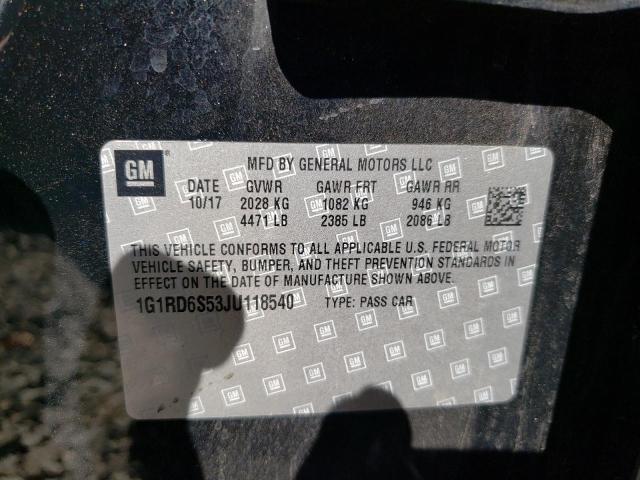 GM
MFD BY GENERAL MOTORS LLC
DATE GVWR GAWR FRT GAWR RR
10/17 2028 KG 1082 KG 946 KG
4471 LB 2385 LB 2086 LB
THIS VEHICLE CONFORMS TO ALL APPLICABLE U.S. FEDERAL MOTOR
VEHICLE SAFETY, BUMPER, AND THEFT PREVENTION STANDARDS IN
EFFECT ON THE DATE OF MANUFACTURE SHOWN ABOVE.
1G1RD6S53JU118540 TYPE: PASS CAR